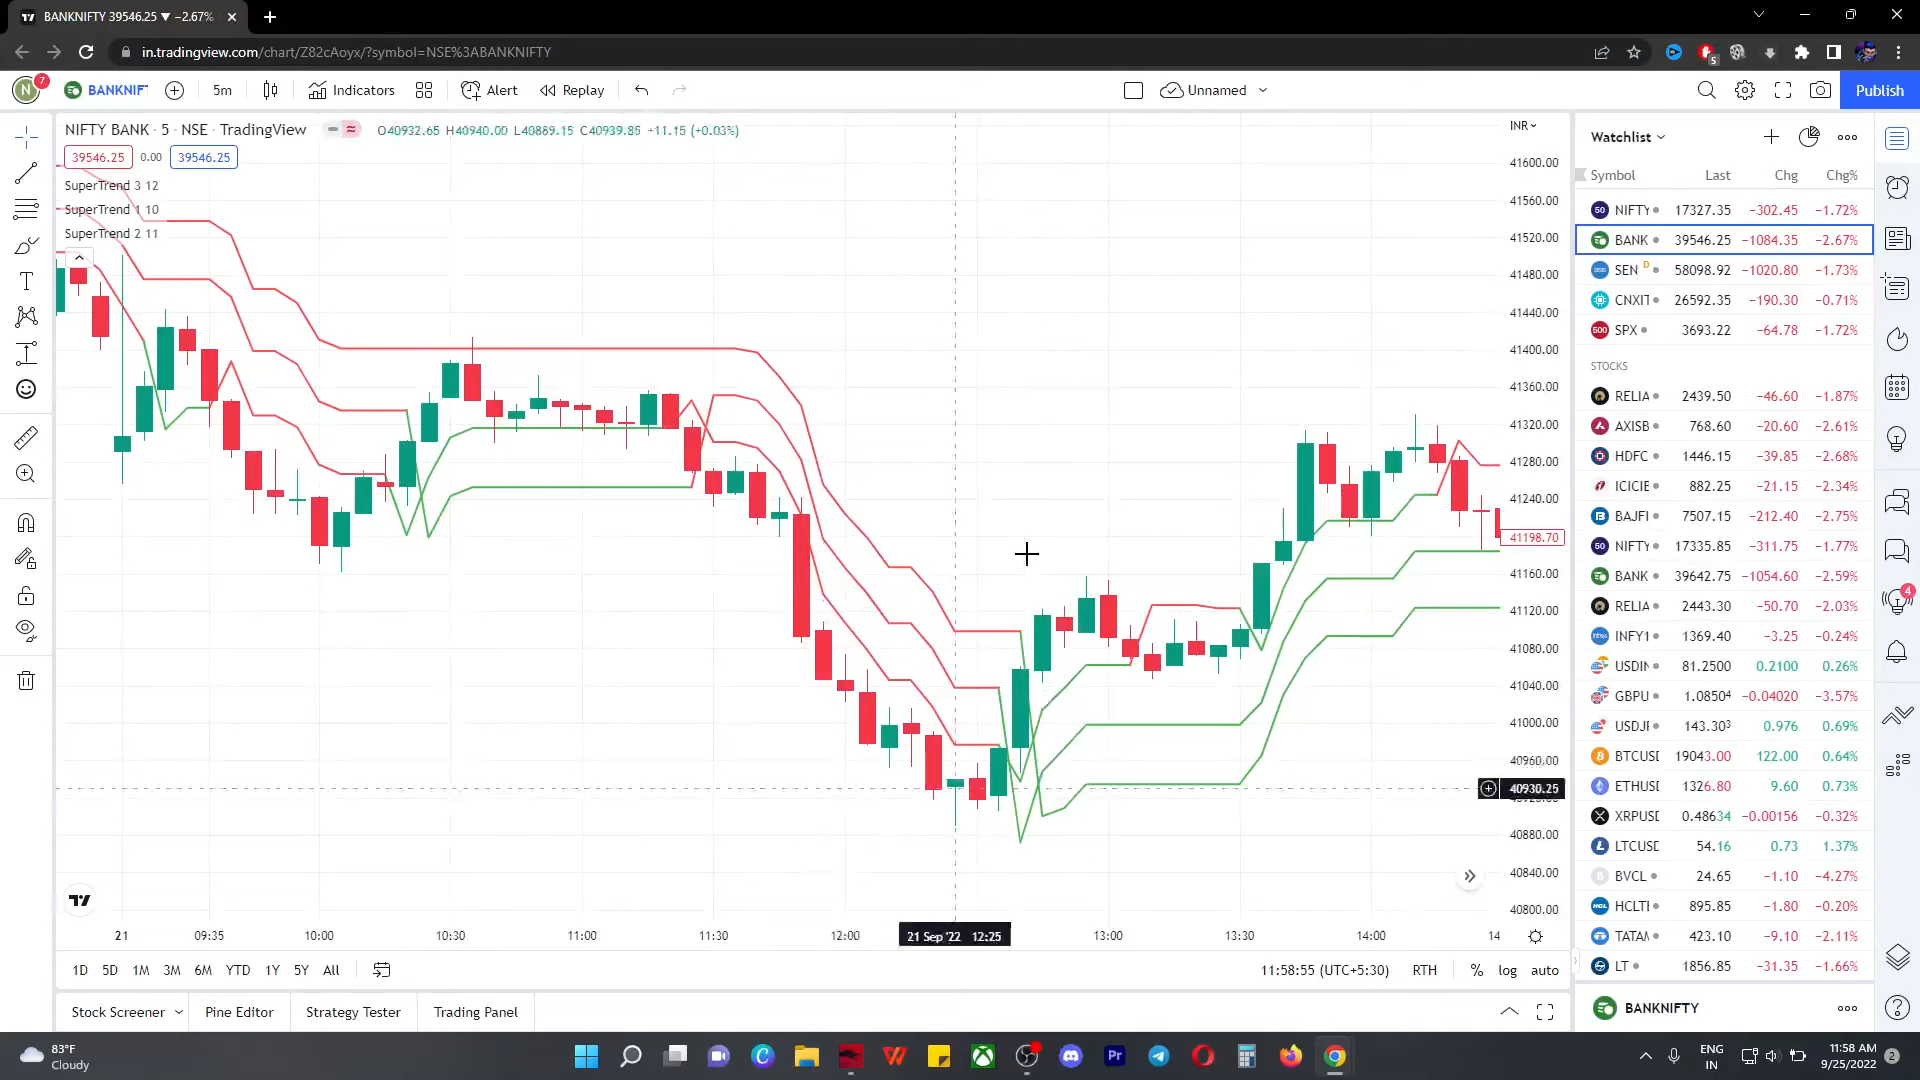 BANKNIFTY 39546.25 ▼ −2.67%
in.tradingview.com/chart/Z82cAoyx/?symbol=NSE%3ABANKNIFTY
5
N 7 BANKNIF 5m Indicators Alert Replay Unnamed Publish
NIFTY BANK · 5 · NSE · TradingView O40932.65 H40940.00 L40889.15 C40939.85 +11.15 (+0.03%)
39546.25 0.00 39546.25
SuperTrend 3 12
SuperTrend 1 10
SuperTrend 2 11
INR
41600.00
41560.00
41520.00
41480.00
41440.00
41400.00
41360.00
41320.00
41280.00
41240.00
41198.70
41160.00
41120.00
41080.00
41040.00
41000.00
40960.00
40930.25
40880.00
40840.00
40800.00
21 09:35 10:00 10:30 11:00 11:30 12:00 21 Sep '22 12:25 13:00 13:30 14:00 14
1D 5D 1M 3M 6M YTD 1Y 5Y All 11:58:55 (UTC+5:30) RTH % log auto
Stock Screener Pine Editor Strategy Tester Trading Panel
Watchlist
Symbol Last Chg Chg%
50 NIFTY 17327.35 −302.45 −1.72%
BANK 39546.25 −1084.35 −2.67%
SEN D 58098.92 −1020.80 −1.73%
CNXIT 26592.35 −190.30 −0.71%
500 SPX 3693.22 −64.78 −1.72%
STOCKS
RELIA 2439.50 −46.60 −1.87%
AXISB 768.60 −20.60 −2.61%
HDFC 1446.15 −39.85 −2.68%
ICICIE 882.25 −21.15 −2.34%
BAJFI 7507.15 −212.40 −2.75%
50 NIFTY 17335.85 −311.75 −1.77%
BANK 39642.75 −1054.60 −2.59%
RELIA 2443.30 −50.70 −2.03%
INFY1 1369.40 −3.25 −0.24%
USDIN 81.2500 0.2100 0.26%
GBPU 1.08504 −0.04020 −3.57%
USDJF 143.303 0.976 0.69%
BTCUSD 19043.00 122.00 0.64%
ETHUSD 1326.80 9.60 0.73%
XRPUSD 0.48634 −0.00156 −0.32%
LTCUSD 54.16 0.73 1.37%
B BVCL 24.65 −1.10 −4.27%
HCL HCLTI 895.85 −1.80 −0.20%
TATAM 423.10 −9.10 −2.11%
LT 1856.85 −31.35 −1.66%
BANKNIFTY
4
83°F
Cloudy
Pr
ENG
IN
11:58 AM
9/25/2022
2